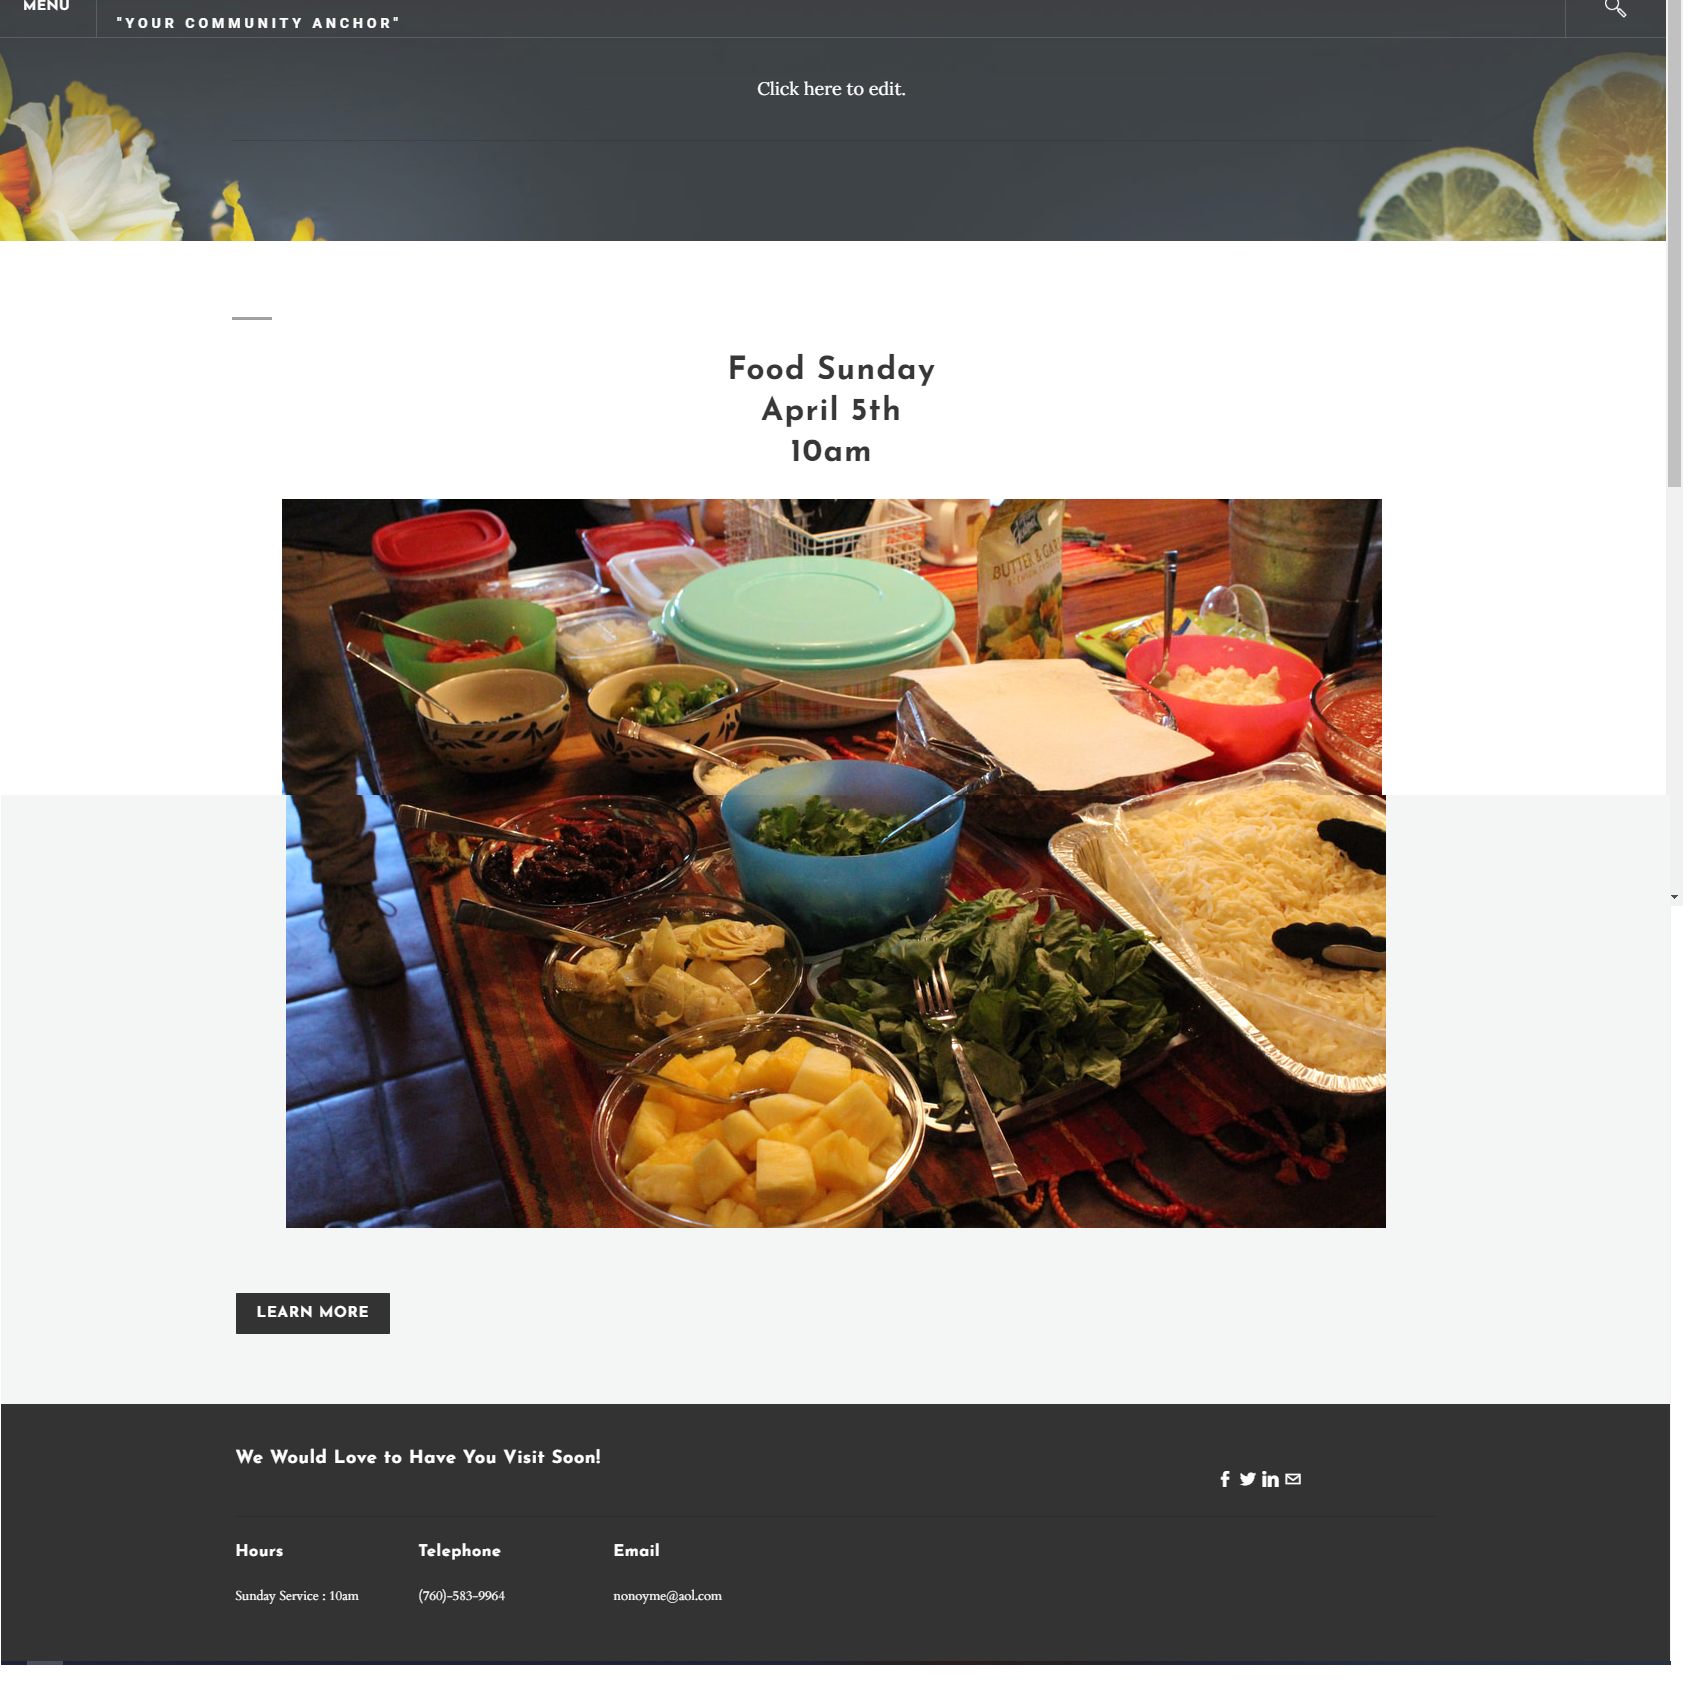 MENU
"YOUR COMMUNITY ANCHOR"
Click here to edit.
Food Sunday
April 5th
10am
BUTTER & GAR
LEARN MORE
We Would Love to Have You Visit Soon!
Hours
Telephone
Email
Sunday Service : 10am
(760)-583-9964
nonoyme@aol.com